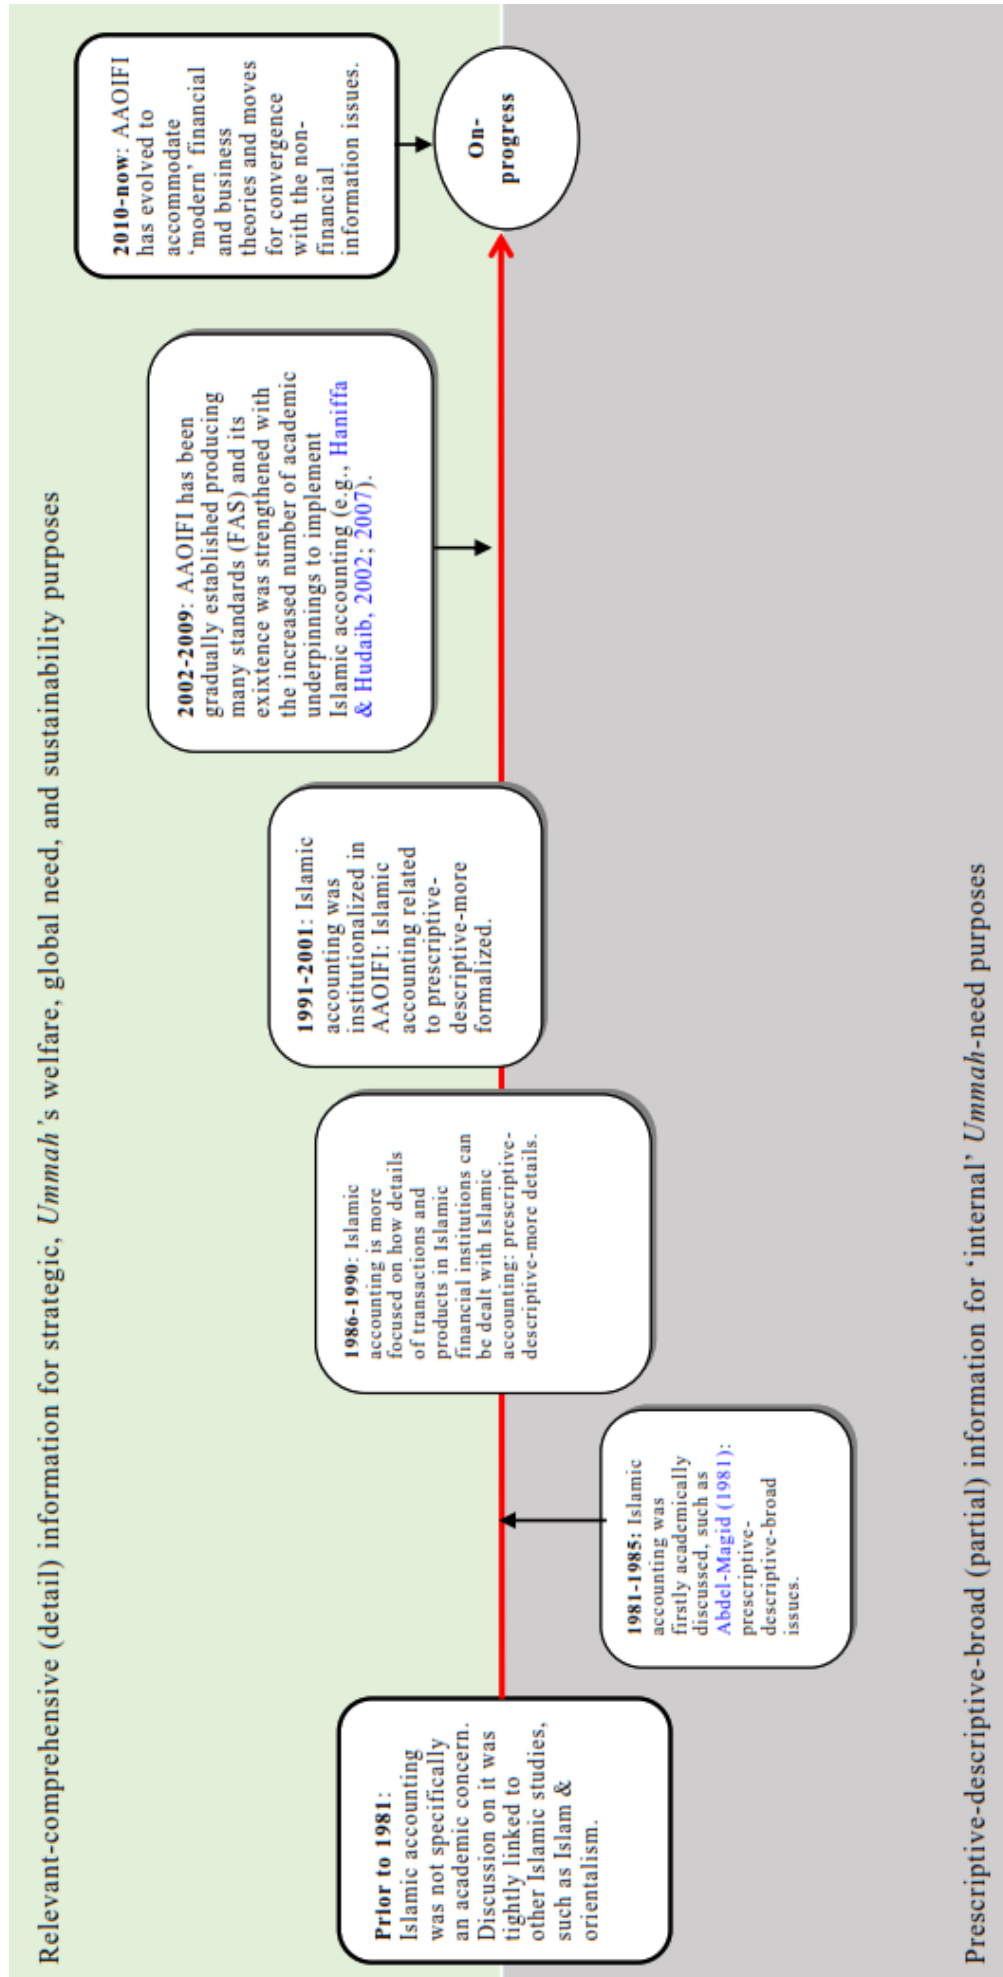 Relevant-comprehensive (detail) information for strategic, Ummah's welfare, global need, and sustainability purposes
Prior to 1981:
Islamic accounting
was not specifically
an academic concern.
Discussion on it was
tightly linked to
other Islamic studies,
such as Islam &
orientalism.
1981-1985: Islamic
accounting was
firstly academically
discussed, such as
Abdel-Magid (1981):
prescriptive-
descriptive-broad
issues.
1986-1990: Islamic
accounting is more
focused on how details
of transactions and
products in Islamic
financial institutions can
be dealt with Islamic
accounting: prescriptive-
descriptive-more details.
1991-2001: Islamic
accounting was
institutionalized in
AAOIFI: Islamic
accounting related
to prescriptive-
descriptive-more
formalized.
2002-2009: AAOIFI has been
gradually established producing
many standards (FAS) and its
exixtence was strengthened with
the increased number of academic
underpinnings to implement
Islamic accounting (e.g., Haniffa
& Hudaib, 2002; 2007).
2010-now: AAOIFI
has evolved to
accommodate
‘modern’ financial
and business
theories and moves
for convergence
with the non-
financial
information issues.
On-
progress
Prescriptive-descriptive-broad (partial) information for ‘internal’ Ummah-need purposes